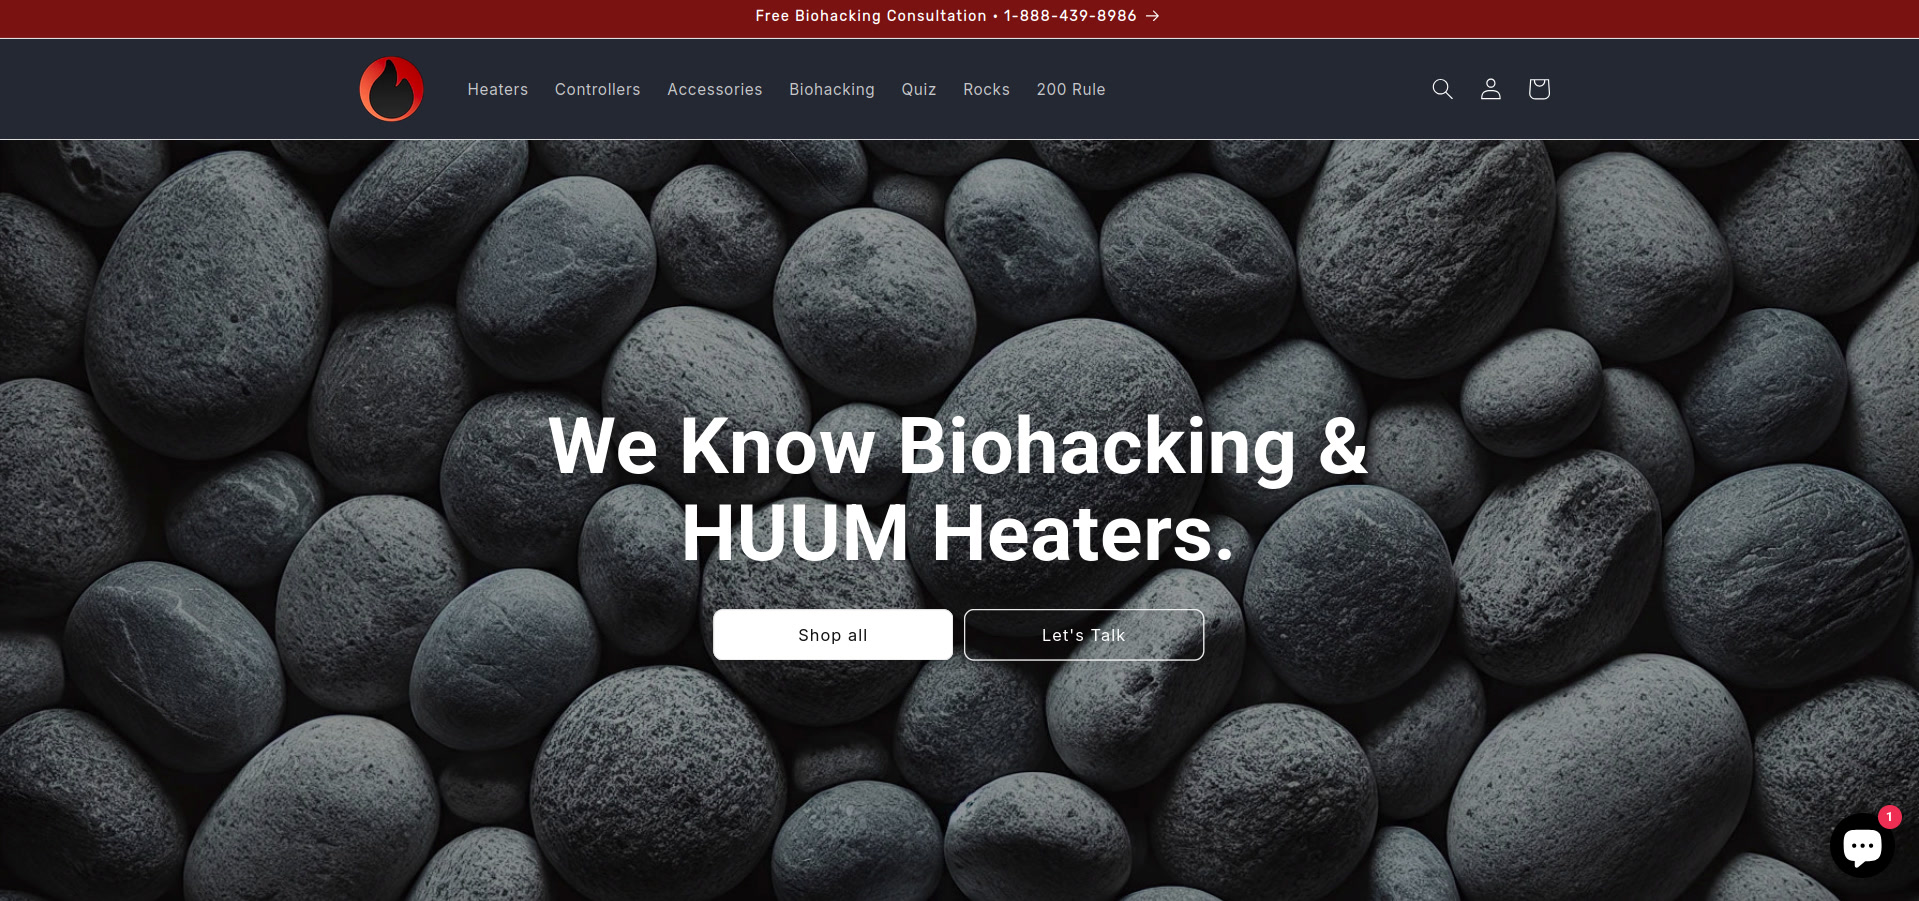 Free Biohacking Consultation • 1-888-439-8986 →
Heaters Controllers Accessories Biohacking Quiz Rocks 200 Rule
We Know Biohacking &
HUUM Heaters.
Shop all Let's Talk
1